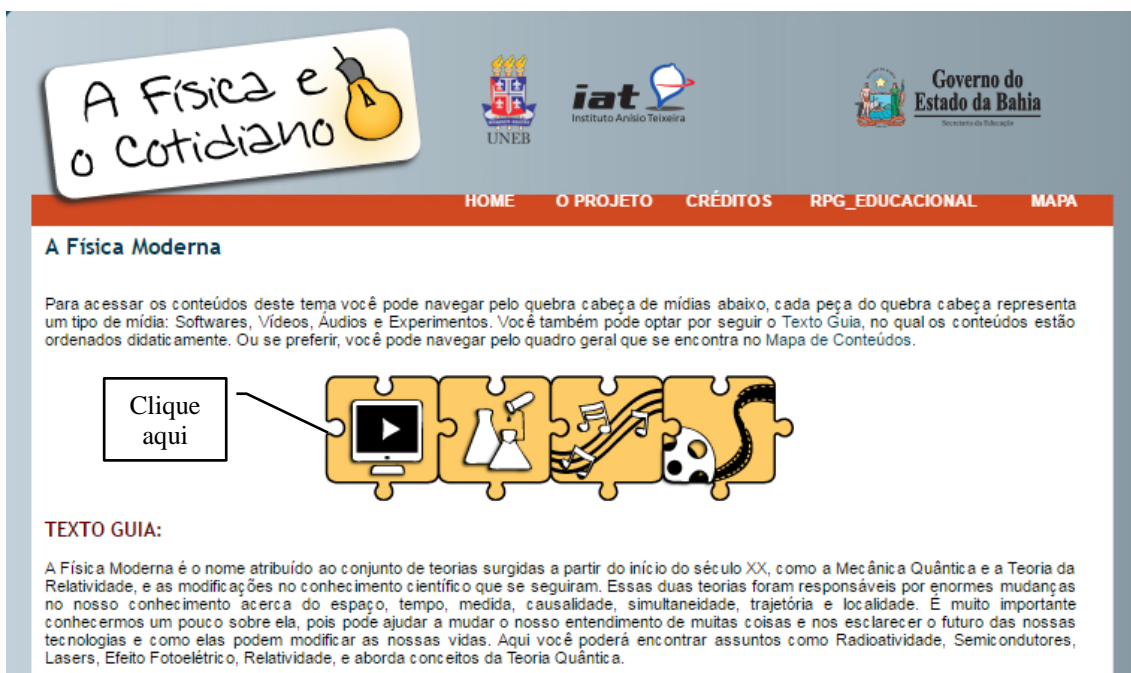 A Física e
o Cotidiano
UNEB
iat
Instituto Anísio Teixeira
Governo do
Estado da Bahia
Secretaria da Educação
HOME O PROJETO CRÉDITOS RPG_EDUCACIONAL MAPA
A Física Moderna
Para acessar os conteúdos deste tema você pode navegar pelo quebra cabeça de mídias abaixo, cada peça do quebra cabeça representa
um tipo de mídia: Softwares, Vídeos, Áudios e Experimentos. Você também pode optar por seguir o Texto Guia, no qual os conteúdos estão
ordenados didaticamente. Ou se preferir, você pode navegar pelo quadro geral que se encontra no Mapa de Conteúdos.
Clique
aqui
TEXTO GUIA:
A Física Moderna é o nome atribuído ao conjunto de teorias surgidas a partir do início do século XX, como a Mecânica Quântica e a Teoria da
Relatividade, e as modificações no conhecimento científico que se seguiram. Essas duas teorias foram responsáveis por enormes mudanças
no nosso conhecimento acerca do espaço, tempo, medida, causalidade, simultaneidade, trajetória e localidade. É muito importante
conhecermos um pouco sobre ela, pois pode ajudar a mudar o nosso entendimento de muitas coisas e nos esclarecer o futuro das nossas
tecnologias e como elas podem modificar as nossas vidas. Aqui você poderá encontrar assuntos como Radioatividade, Semicondutores,
Lasers, Efeito Fotoelétrico, Relatividade, e aborda conceitos da Teoria Quântica.